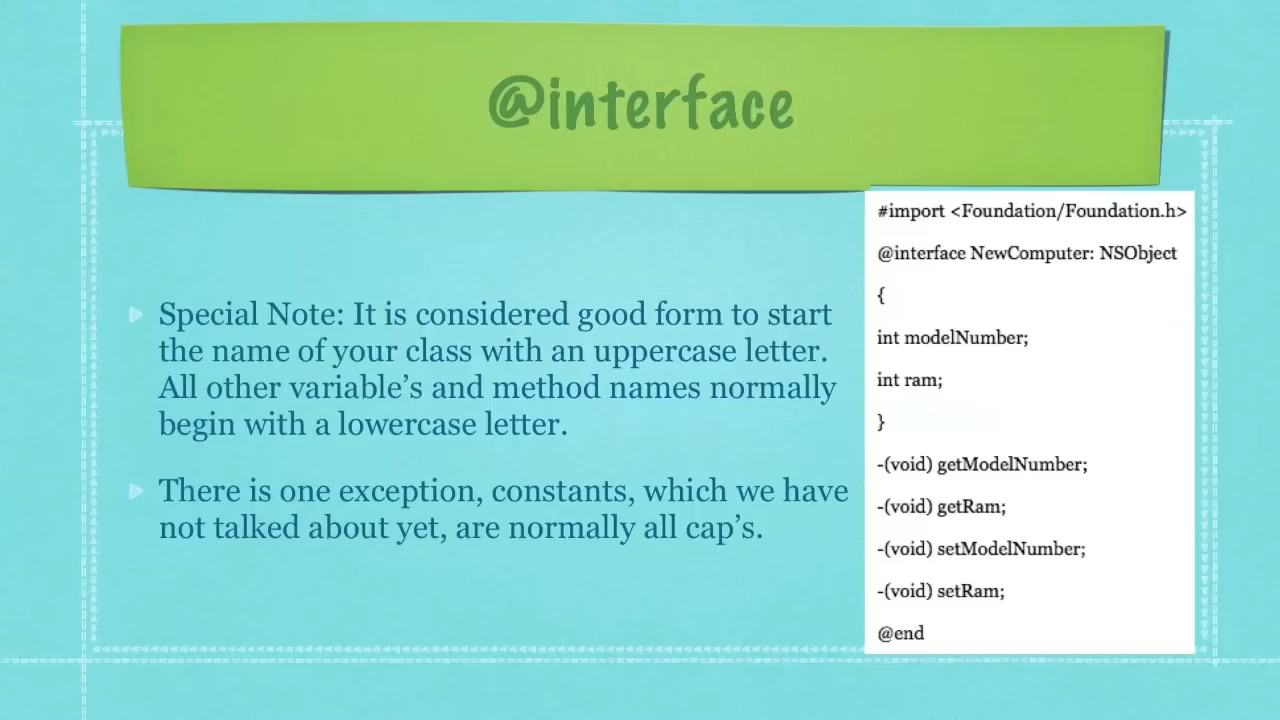 @interface
Special Note: It is considered good form to start
the name of your class with an uppercase letter.
All other variable's and method names normally
begin with a lowercase letter.
There is one exception, constants, which we have
not talked about yet, are normally all cap's.
#import <Foundation/Foundation.h>
@interface NewComputer: NSObject
{
int modelNumber;
int ram;
}
-(void) getModelNumber;
-(void) getRam;
-(void) setModelNumber;
-(void) setRam;
@end